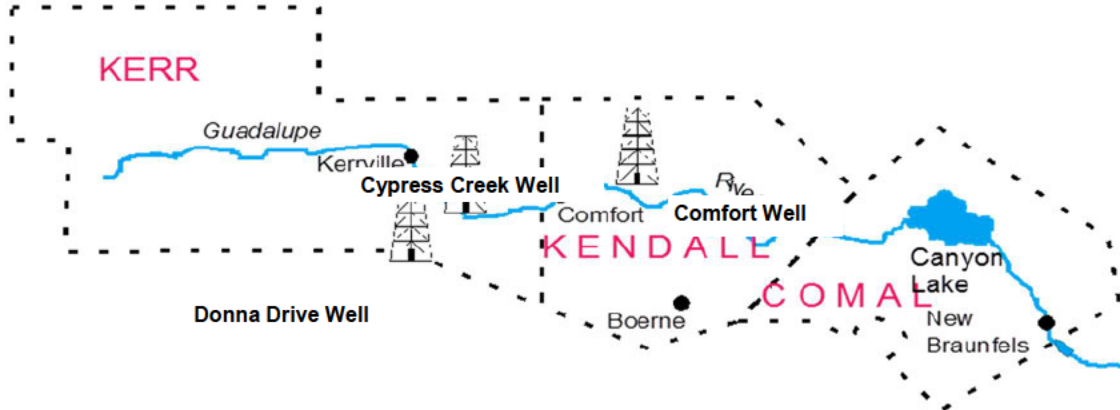 KERR
Guadalupe
Kerrville
Cypress Creek Well
Rive
Comfort
Comfort Well
KENDALL
Canyon
Lake
COMAL
Donna Drive Well
Boerne
New
Braunfels